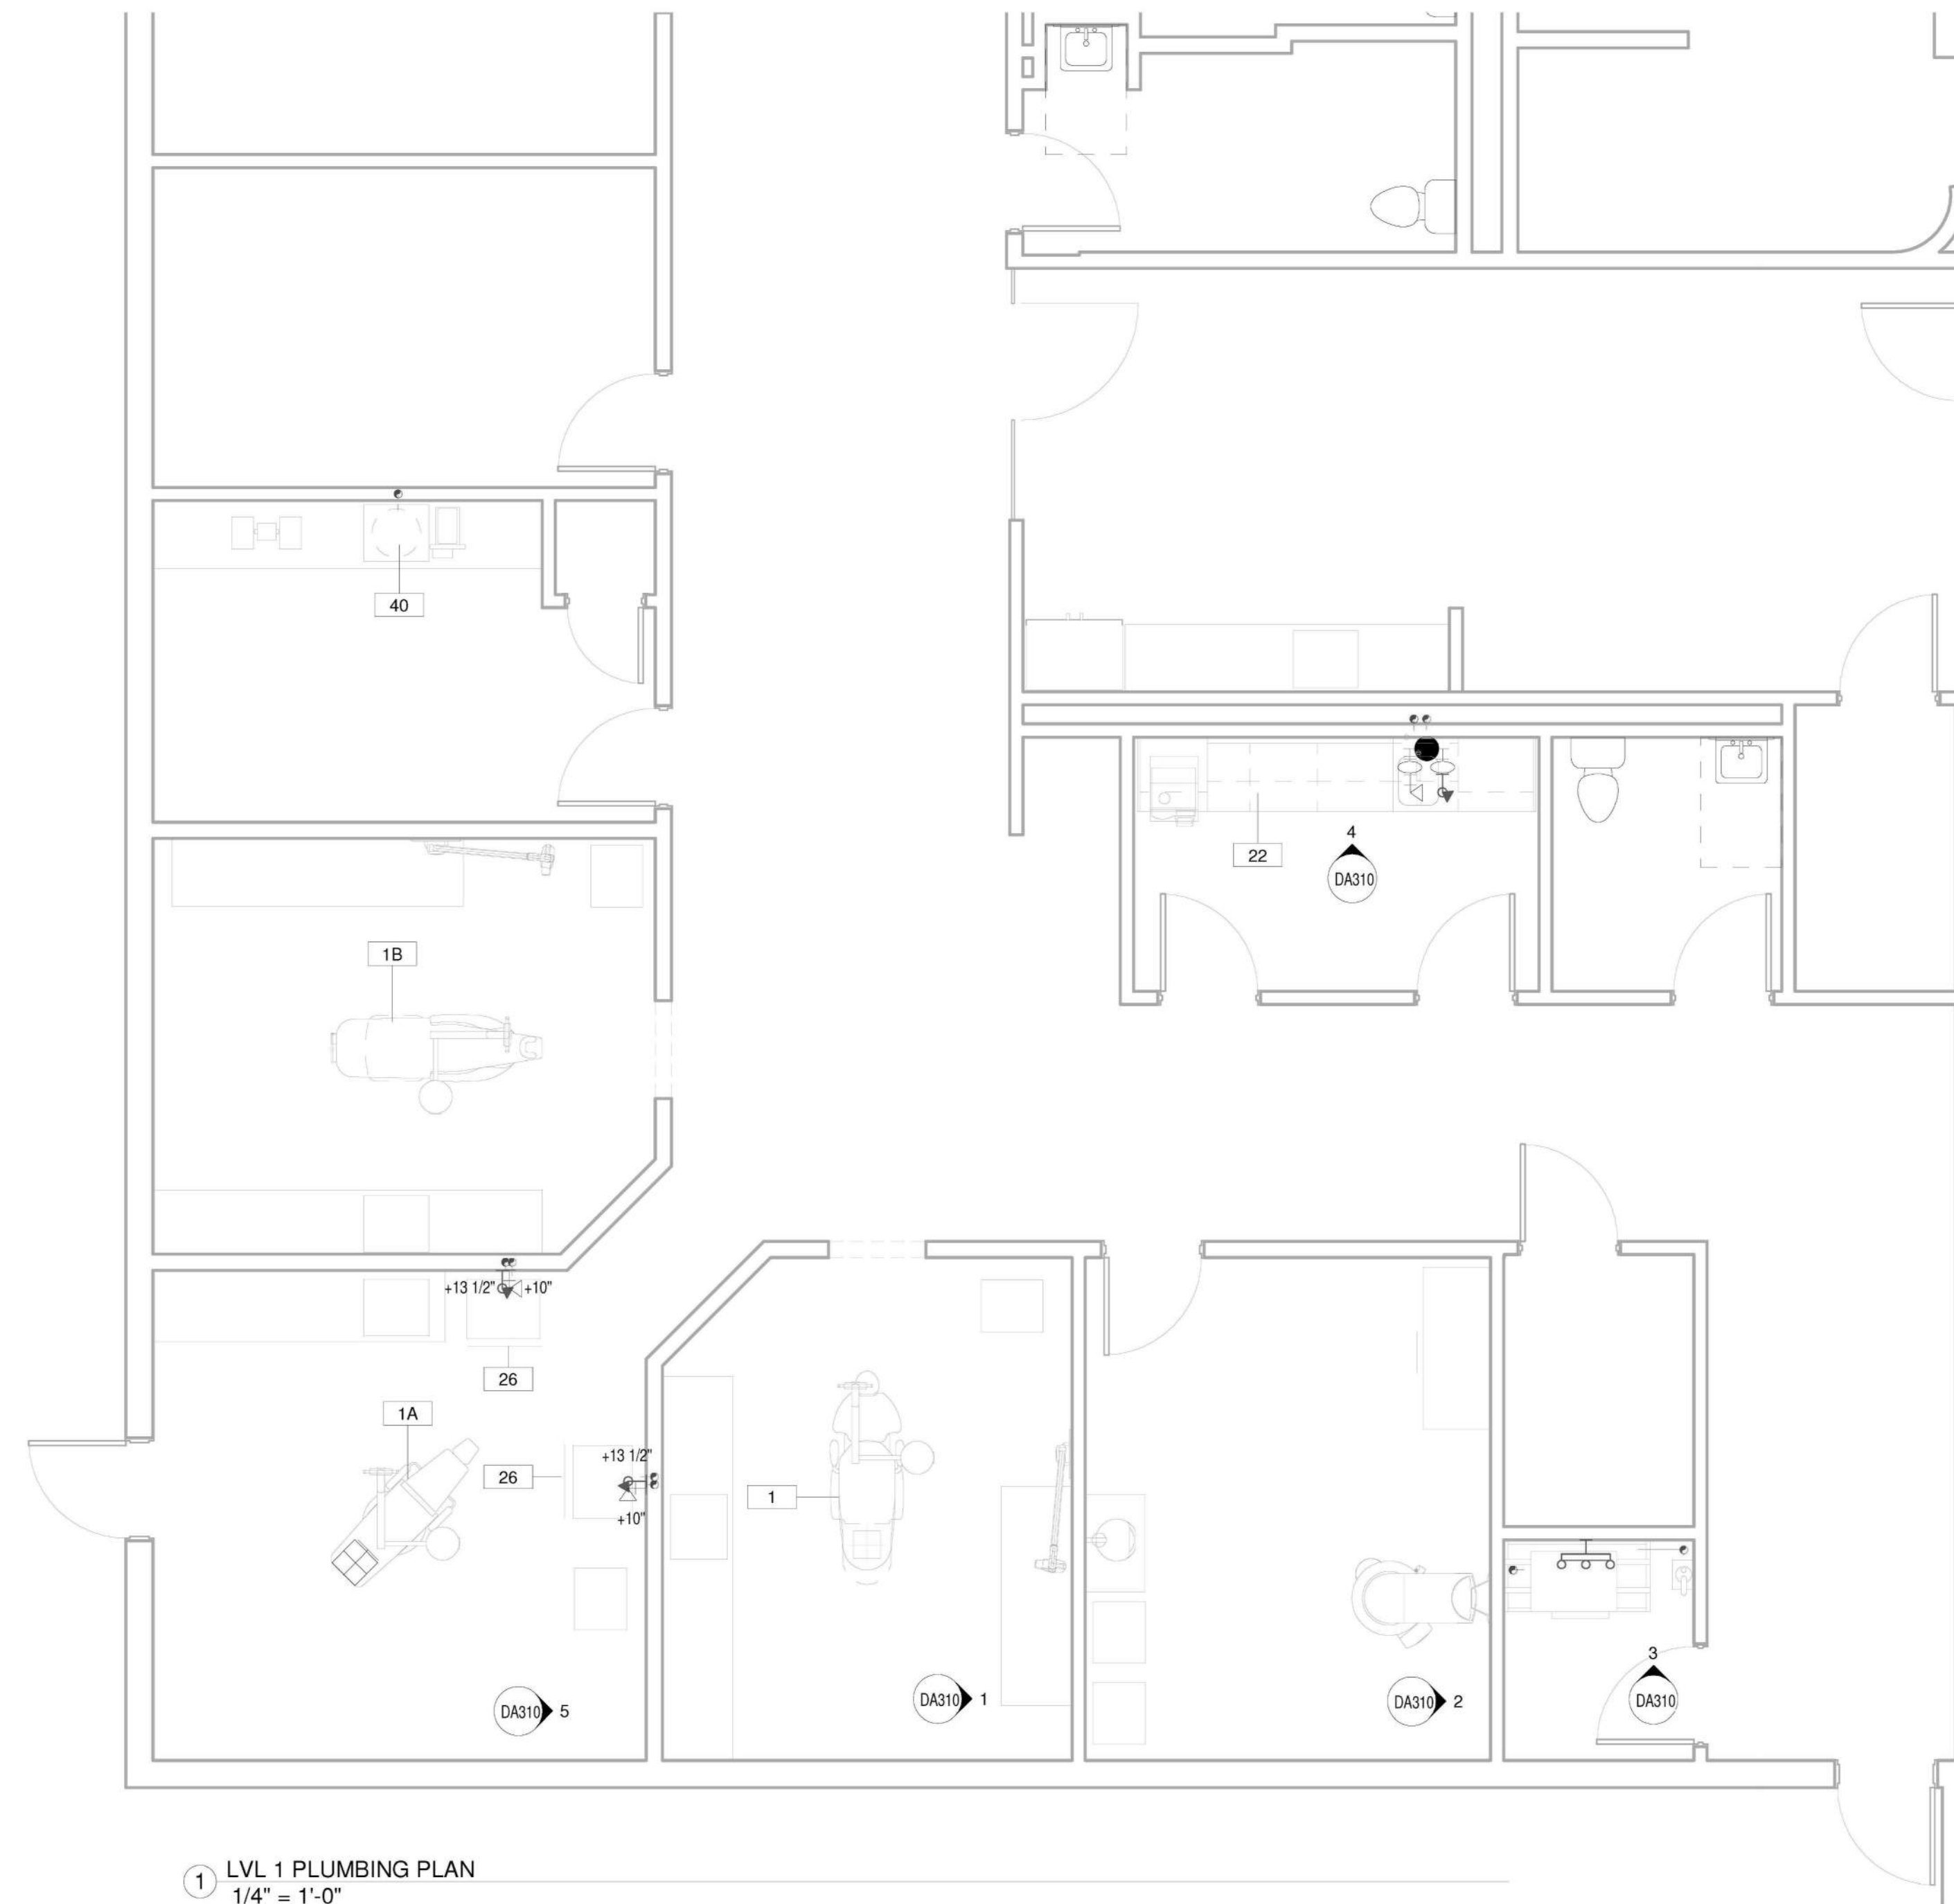 40
22
4
DA310
1B
+13 1/2"
+10"
26
1A
+13 1/2"
26
+10"
1
3
DA310
DA310
1
DA310
2
DA310
5
1
LVL 1 PLUMBING PLAN
1/4" = 1'-0"